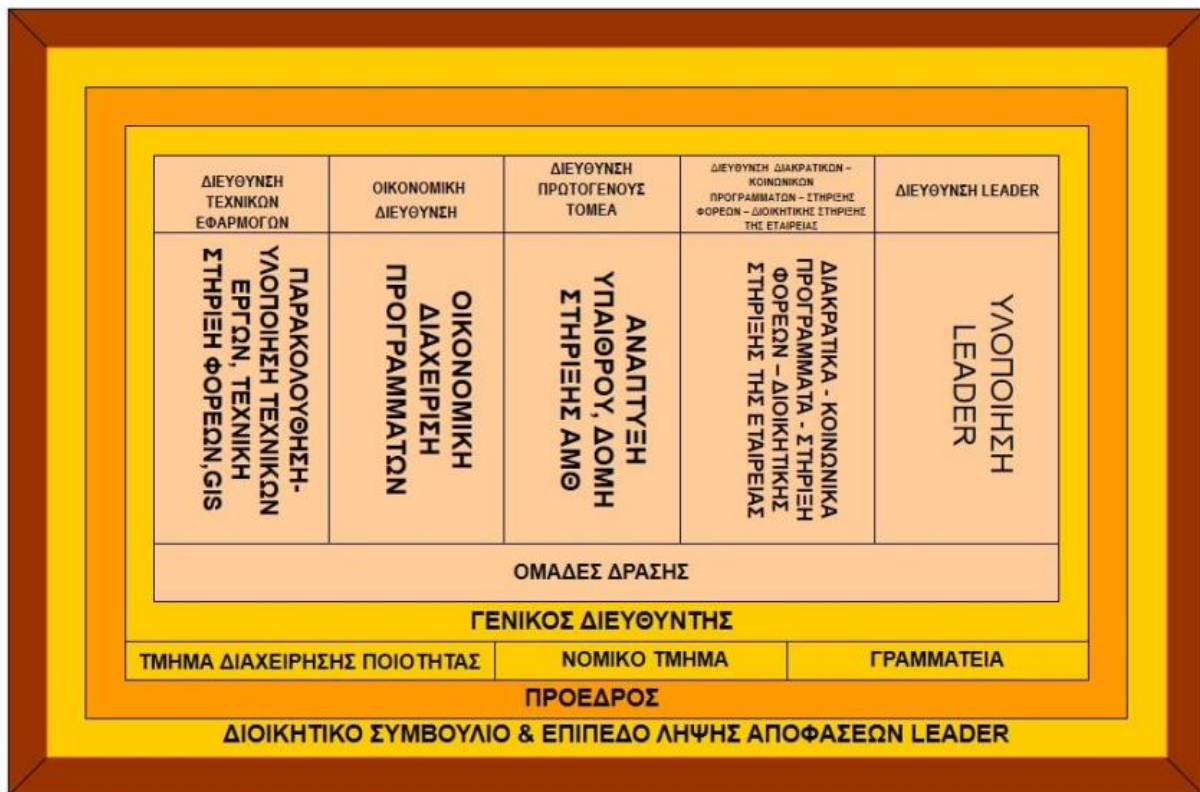 ΔΙΕΥΘΥΝΣΗ
ΤΕΧΝΙΚΩΝ
ΕΦΑΡΜΟΓΩΝ
ΟΙΚΟΝΟΜΙΚΗ
ΔΙΕΥΘΥΝΣΗ
ΔΙΕΥΘΥΝΣΗ
ΠΡΩΤΟΓΕΝΟΥΣ
ΤΟΜΕΑ
ΔΙΕΥΘΥΝΣΗ ΔΙΑΚΡΑΤΙΚΩΝ –
ΚΟΙΝΩΝΙΚΩΝ
ΠΡΟΓΡΑΜΜΑΤΩΝ – ΣΤΗΡΙΞΗΣ
ΦΟΡΕΩΝ – ΔΙΟΙΚΗΤΙΚΗΣ ΣΤΗΡΙΞΗΣ
ΤΗΣ ΕΤΑΙΡΕΙΑΣ
ΔΙΕΥΘΥΝΣΗ LEADER
ΠΑΡΑΚΟΛΟΥΘΗΣΗ-
ΥΛΟΠΟΙΗΣΗ ΤΕΧΝΙΚΩΝ
ΕΡΓΩΝ, ΤΕΧΝΙΚΗ
ΣΤΗΡΙΞΗ ΦΟΡΕΩΝ,GIS
ΟΙΚΟΝΟΜΙΚΗ
ΔΙΑΧΕΙΡΙΣΗ
ΠΡΟΓΡΑΜΜΑΤΩΝ
ΑΝΑΠΤΥΞΗ
ΥΠΑΙΘΡΟΥ, ΔΟΜΗ
ΣΤΗΡΙΞΗΣ ΑΜΘ
ΔΙΑΚΡΑΤΙΚΑ - ΚΟΙΝΩΝΙΚΑ
ΠΡΟΓΡΑΜΜΑΤΑ - ΣΤΗΡΙΞΗ
ΦΟΡΕΩΝ – ΔΙΟΙΚΗΤΙΚΗΣ
ΣΤΗΡΙΞΗΣ ΤΗΣ ΕΤΑΙΡΕΙΑΣ
ΥΛΟΠΟΙΗΣΗ
LEADER
ΟΜΑΔΕΣ ΔΡΑΣΗΣ
ΓΕΝΙΚΟΣ ΔΙΕΥΘΥΝΤΗΣ
ΤΜΗΜΑ ΔΙΑΧΕΙΡΗΣΗΣ ΠΟΙΟΤΗΤΑΣ
ΝΟΜΙΚΟ ΤΜΗΜΑ
ΓΡΑΜΜΑΤΕΙΑ
ΠΡΟΕΔΡΟΣ
ΔΙΟΙΚΗΤΙΚΟ ΣΥΜΒΟΥΛΙΟ & ΕΠΙΠΕΔΟ ΛΗΨΗΣ ΑΠΟΦΑΣΕΩΝ LEADER